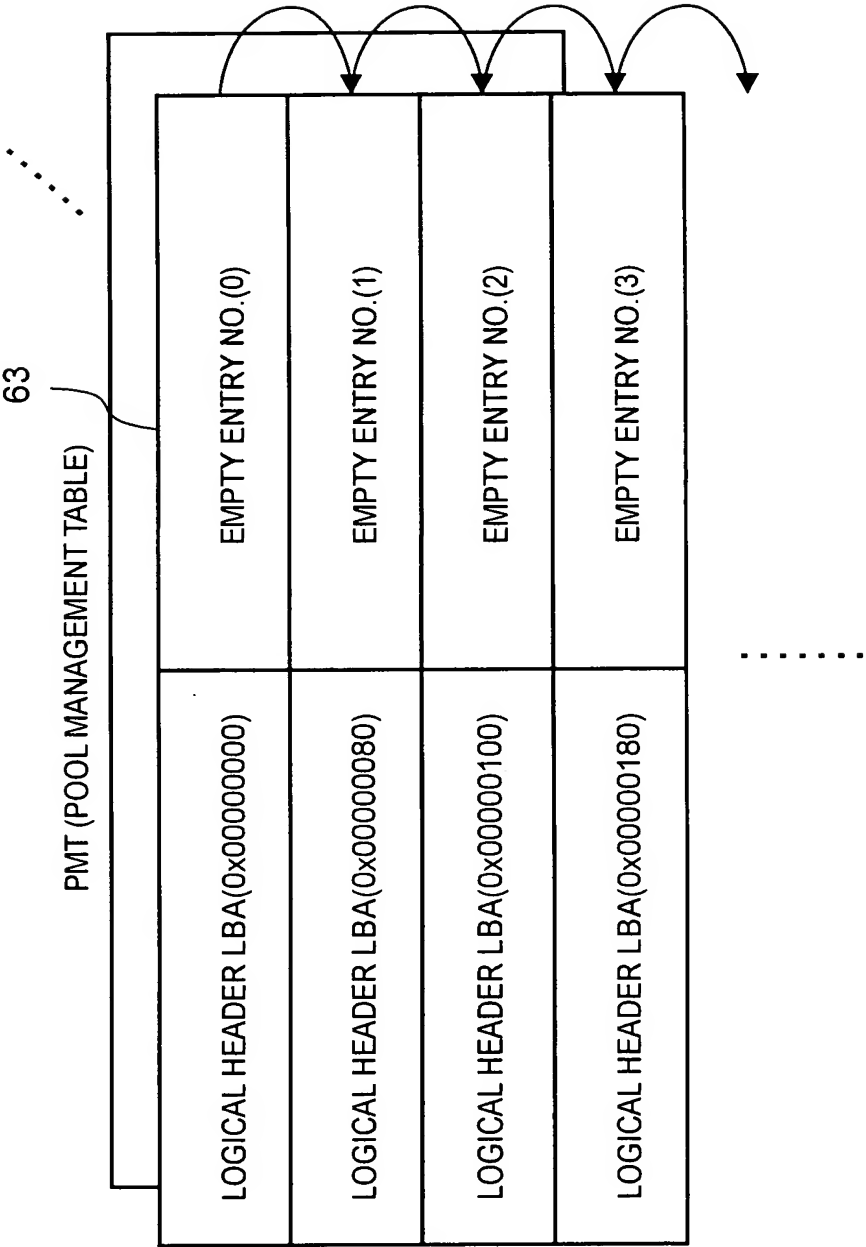 63
PMT (POOL MANAGEMENT TABLE)
LOGICAL HEADER LBA(0x00000000) EMPTY ENTRY NO.(0)
LOGICAL HEADER LBA(0x00000080) EMPTY ENTRY NO.(1)
LOGICAL HEADER LBA(0x00000100) EMPTY ENTRY NO.(2)
LOGICAL HEADER LBA(0x00000180) EMPTY ENTRY NO.(3)